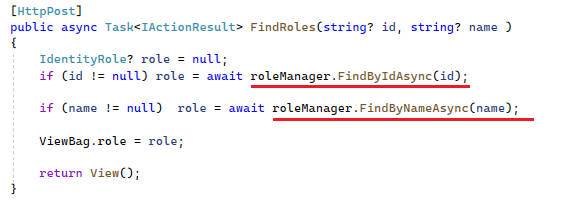 [HttpPost]
public async Task<IActionResult> FindRoles(string? id, string? name )
{
IdentityRole? role = null;
if (id != null) role = await roleManager.FindByIdAsync(id);
if (name != null)  role = await roleManager.FindByNameAsync(name);
ViewBag.role = role;
return View();
}